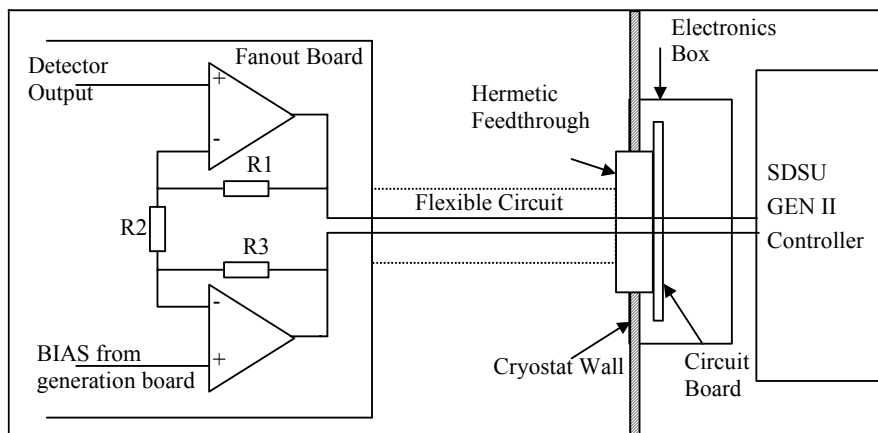 Fanout Board
Detector
Output
+
-
R1
R2
R3
-
+
BIAS from
generation board
Flexible Circuit
Hermetic
Feedthrough
Electronics
Box
Cryostat Wall
Circuit
Board
SDSU
GEN II
Controller